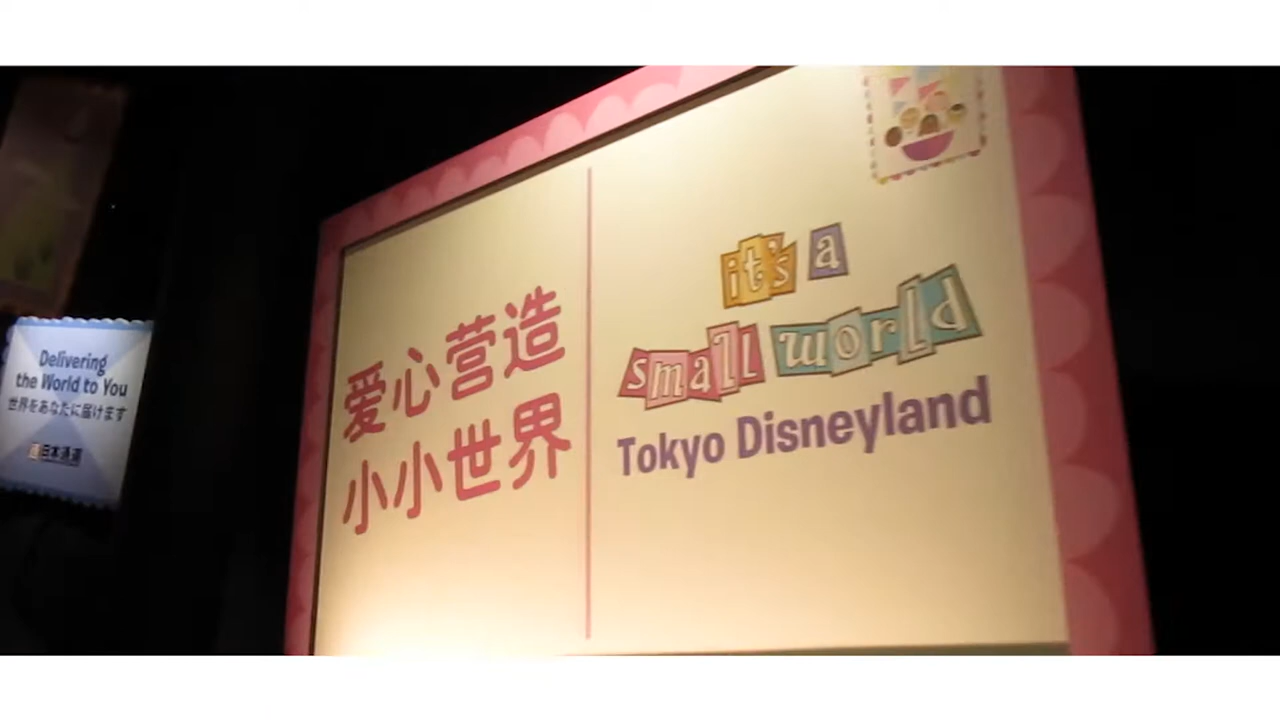 Delivering
the World to You
世界をあなたに届けます
日本通運
爱心营造
小小世界
it's a
small world
Tokyo Disneyland